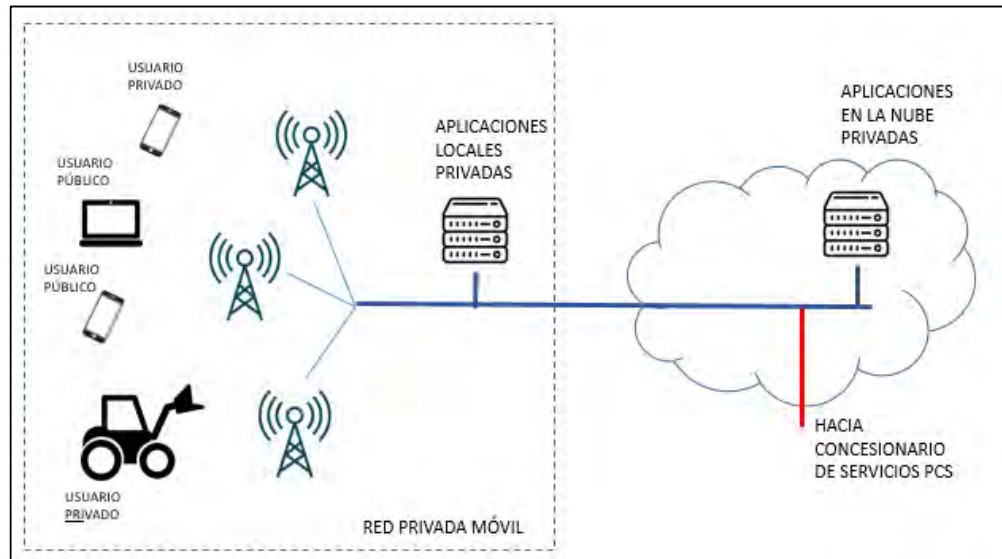 USUARIO
PRIVADO
USUARIO
PÚBLICO
USUARIO
PÚBLICO
USUARIO
PRIVADO
APLICACIONES
LOCALES
PRIVADAS
RED PRIVADA MÓVIL
APLICACIONES
EN LA NUBE
PRIVADAS
HACIA
CONCESIONARIO
DE SERVICIOS PCS